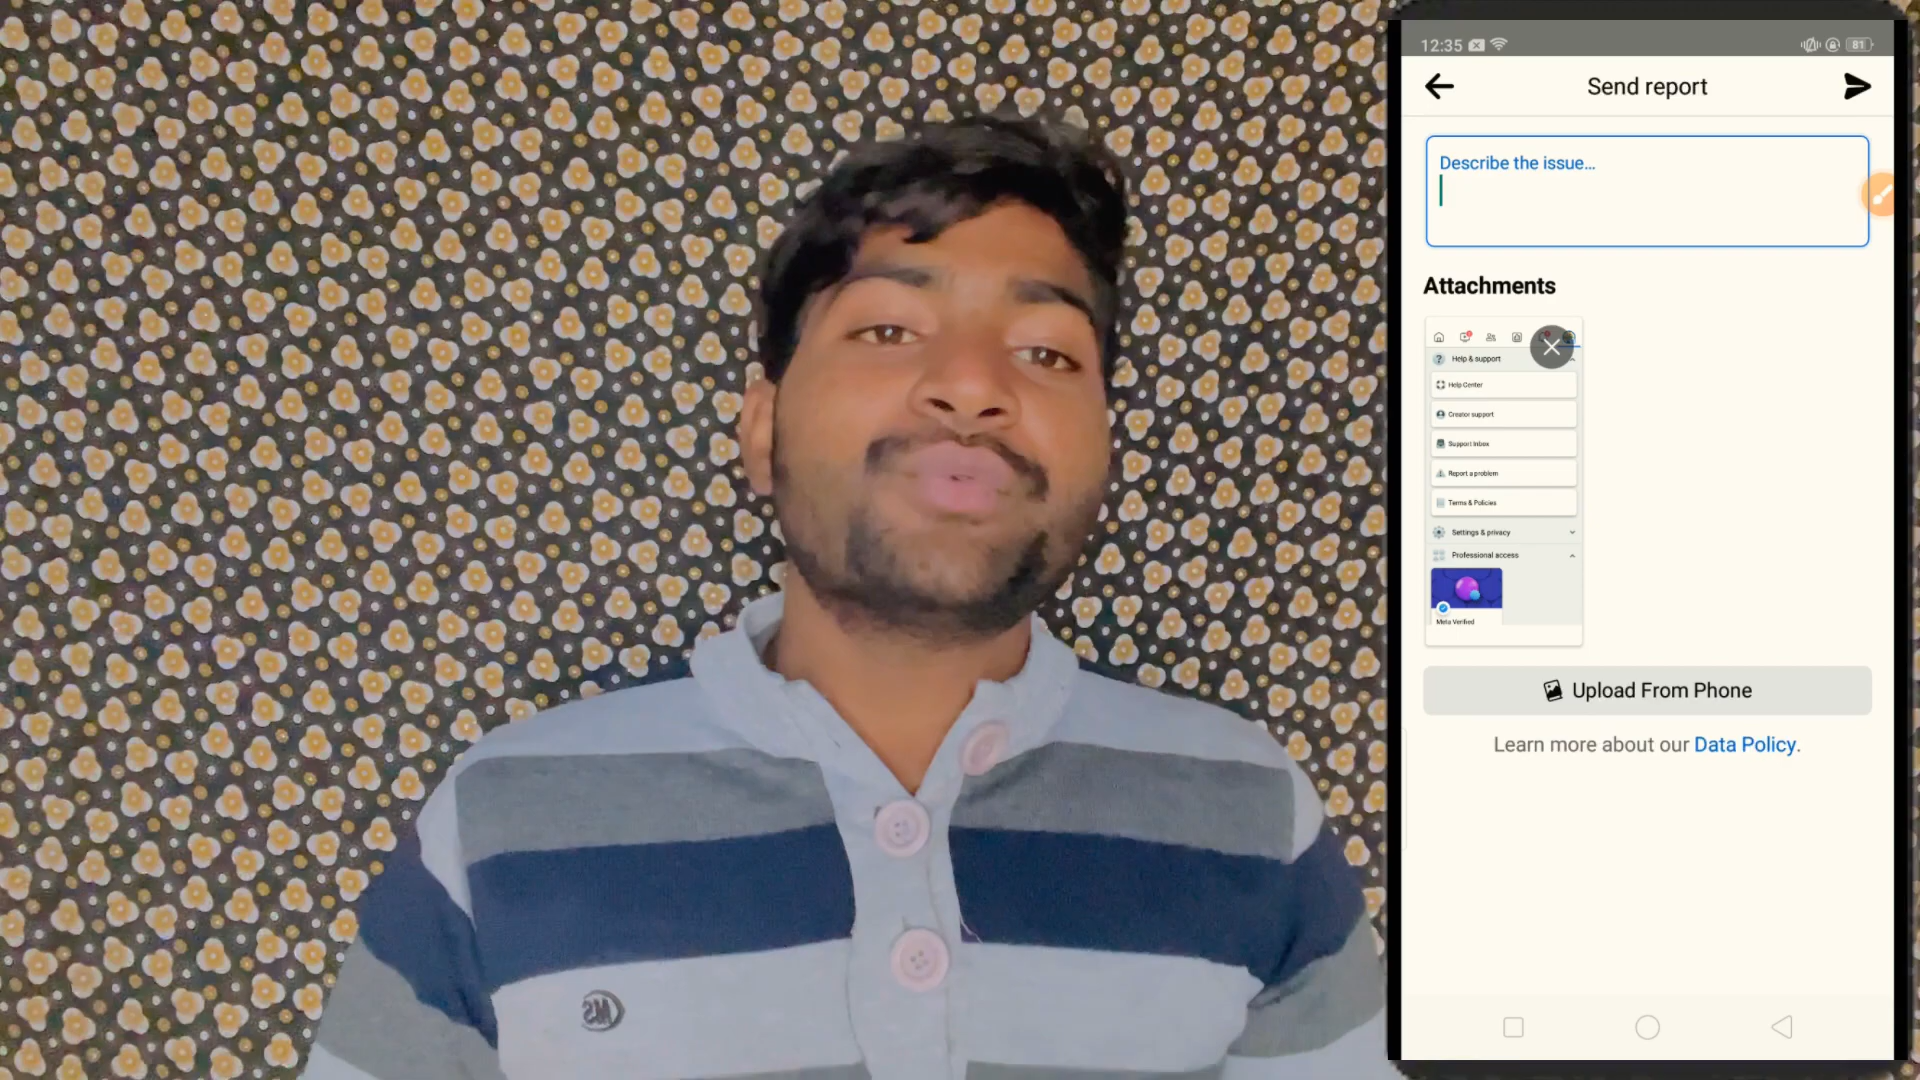 12:35
81
Send report
Describe the issue...
Attachments
Help & support
Help Center
Creator support
Support Inbox
Report a problem
Terms & Policies
Settings & privacy
Professional access
Meta Verified
Upload From Phone
Learn more about our Data Policy.